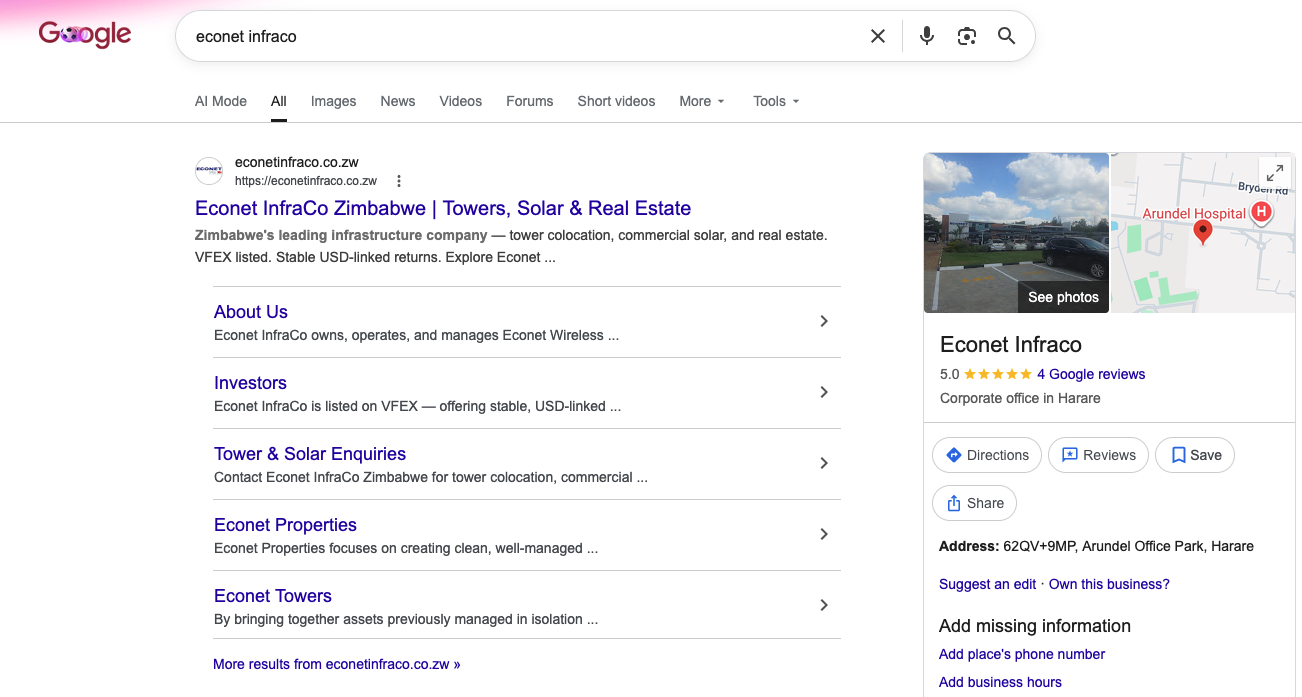 Google
econet infraco
AI Mode
All
Images
News
Videos
Forums
Short videos
More
Tools
ECONET
econetinfraco.co.zw
https://econetinfraco.co.zw
Econet InfraCo Zimbabwe | Towers, Solar & Real Estate
Zimbabwe's leading infrastructure company — tower colocation, commercial solar, and real estate.
VFEX listed. Stable USD-linked returns. Explore Econet ...
About Us
Econet InfraCo owns, operates, and manages Econet Wireless ...
Investors
Econet InfraCo is listed on VFEX — offering stable, USD-linked ...
Tower & Solar Enquiries
Contact Econet InfraCo Zimbabwe for tower colocation, commercial ...
Econet Properties
Econet Properties focuses on creating clean, well-managed ...
Econet Towers
By bringing together assets previously managed in isolation ...
More results from econetinfraco.co.zw »
See photos
Bryden Rd
Arundel Hospital
H
Econet Infraco
5.0
4 Google reviews
Corporate office in Harare
Directions
Reviews
Save
Share
Address: 62QV+9MP, Arundel Office Park, Harare
Suggest an edit · Own this business?
Add missing information
Add place's phone number
Add business hours